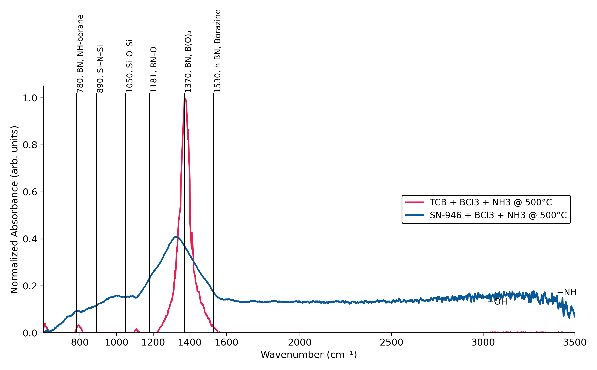 780, BN, NH-borane
890, Si–N–Si
1050, Si–O–Si
1181, BN–O
1370, BN, B(O)₃
1530, h-BN, Borazine
1.0
0.8
0.6
0.4
0.2
0.0
Normalized Absorbance (arb. units)
TCB + BCl3 + NH3 @ 500°C
SN-946 + BCl3 + NH3 @ 500°C
−NH
−OH
800
1000
1200
1400
1600
2000
2500
3000
3500
Wavenumber (cm⁻¹)